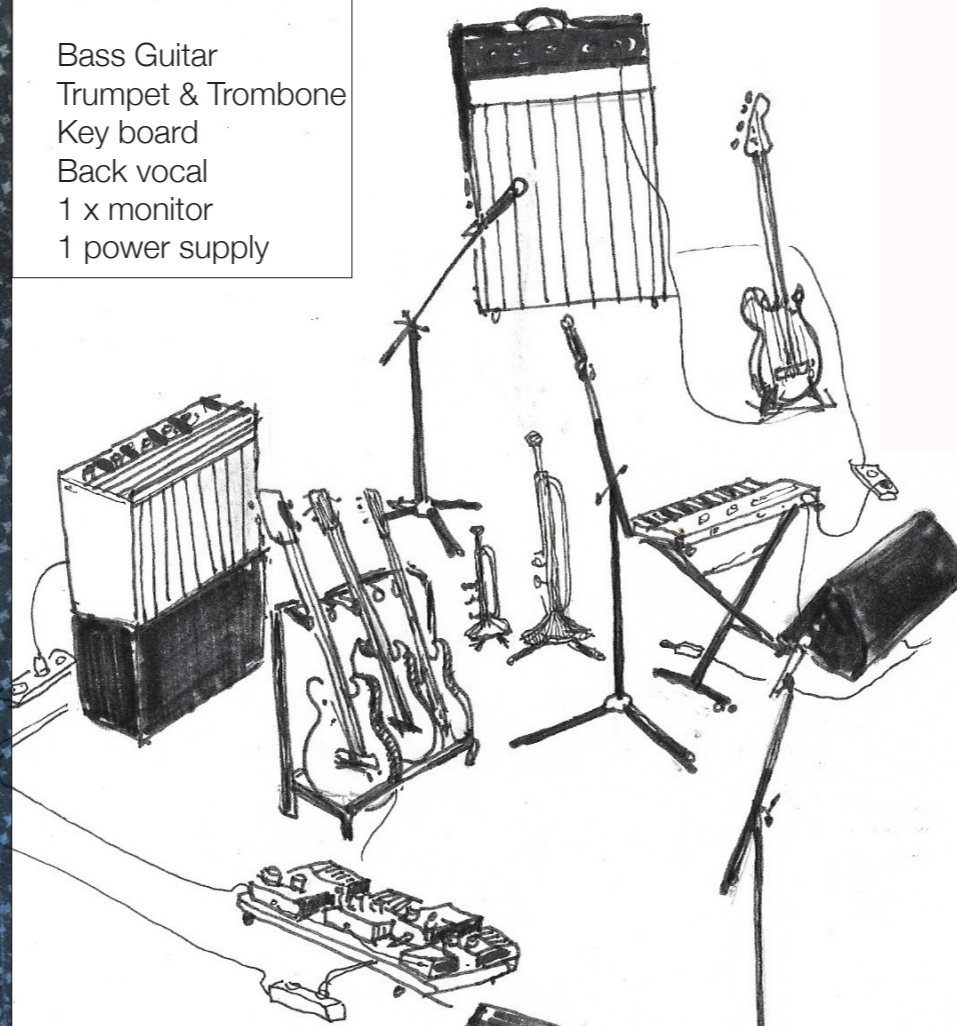 Bass Guitar
Trumpet & Trombone
Key board
Back vocal
1 x monitor
1 power supply